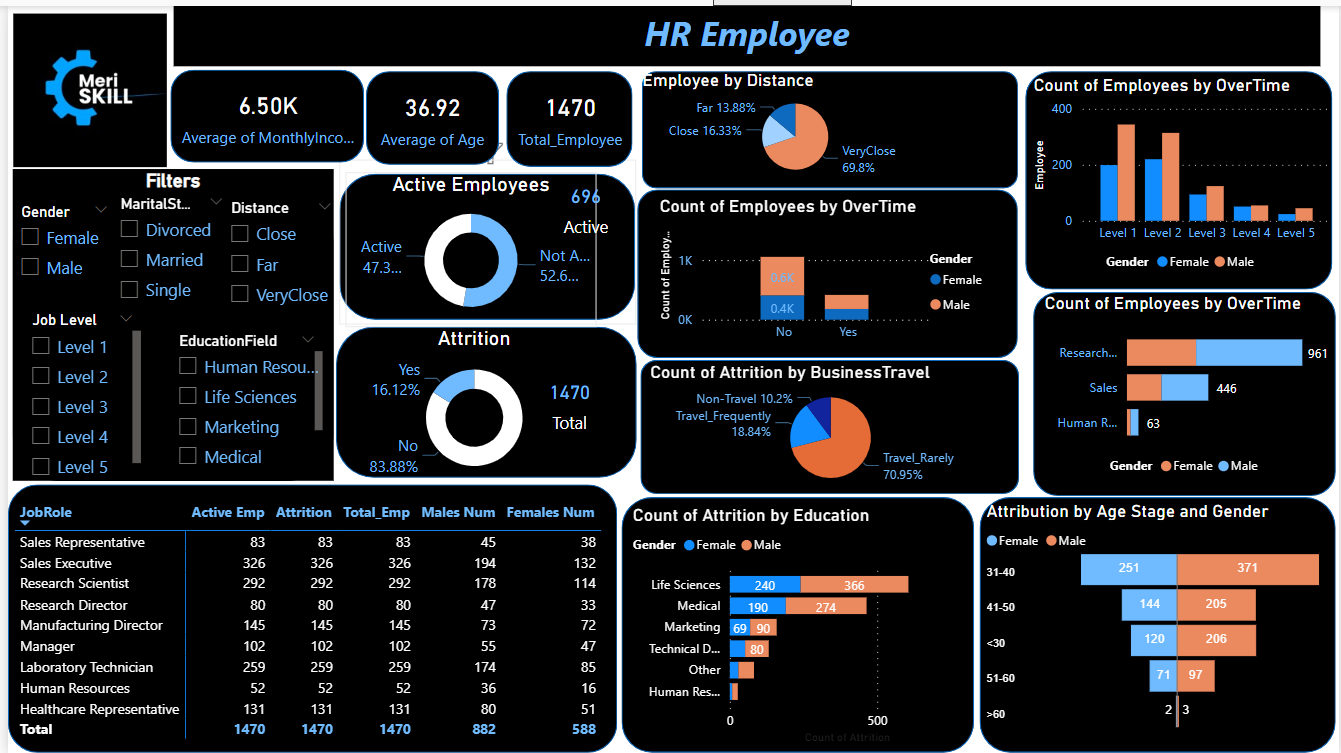 HR Employee
Meri
SKILL
6.50K
Average of MonthlyInco...
36.92
Average of Age
1470
Total_Employee
Employee by Distance
Far 13.88%
Close 16.33%
VeryClose
69.8%
Count of Employees by OverTime
Employee
400
200
0
Level 1 Level 2 Level 3 Level 4 Level 5
Gender Female Male
Filters
Gender
Female
Male
MaritalSt...
Divorced
Married
Single
Distance
Close
Far
VeryClose
Job Level
Level 1
Level 2
Level 3
Level 4
Level 5
EducationField
Human Resou...
Life Sciences
Marketing
Medical
Active Employees
696
Active
Active
47.3...
Not A...
52.6...
Attrition
Yes
16.12%
No
83.88%
1470
Total
Count of Employees by OverTime
Count of Employ...
1K
0K
0.6K
0.4K
No
Yes
Gender
Female
Male
Count of Attrition by BusinessTravel
Non-Travel 10.2%
Travel_Frequently
18.84%
Travel_Rarely
70.95%
Count of Employees by OverTime
Research... 961
Sales 446
Human R... 63
Gender Female Male
JobRole Active Emp Attrition Total_Emp Males Num Females Num
Sales Representative 83 83 83 45 38
Sales Executive 326 326 326 194 132
Research Scientist 292 292 292 178 114
Research Director 80 80 80 47 33
Manufacturing Director 145 145 145 73 72
Manager 102 102 102 55 47
Laboratory Technician 259 259 259 174 85
Human Resources 52 52 52 36 16
Healthcare Representative 131 131 131 80 51
Total 1470 1470 1470 882 588
Count of Attrition by Education
Gender Female Male
Life Sciences 240 366
Medical 190 274
Marketing 69 90
Technical D... 80
Other
Human Res...
0 500
Count of Attrition
Attribution by Age Stage and Gender
Female Male
31-40 251 371
41-50 144 205
<30 120 206
51-60 71 97
>60 2 3